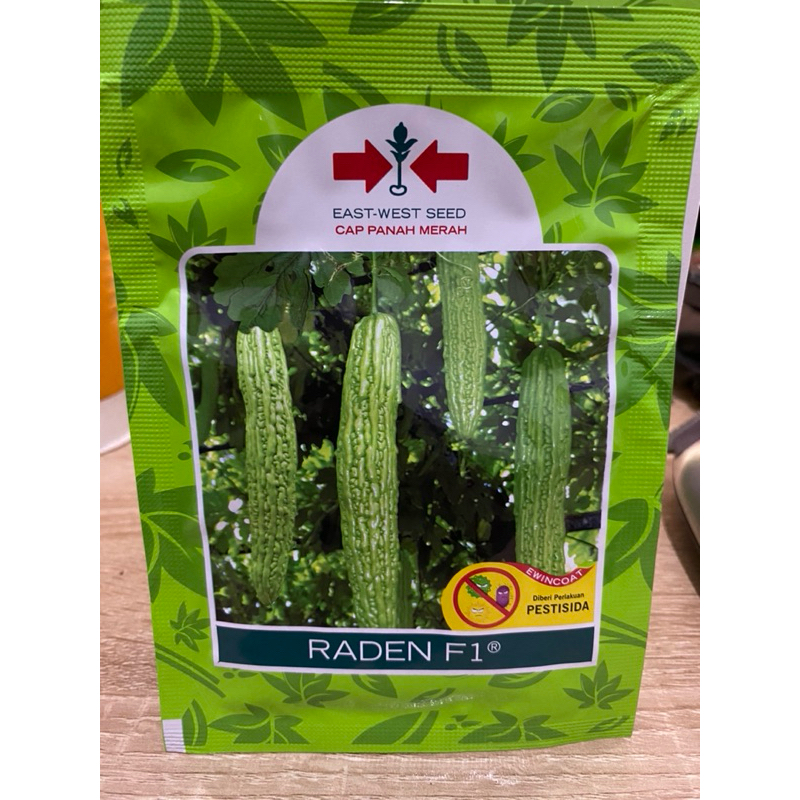 EAST-WEST SEED
CAP PANAH MERAH
EWINCOAT
Diberi Perlakuan
PESTISIDA
RADEN F1®